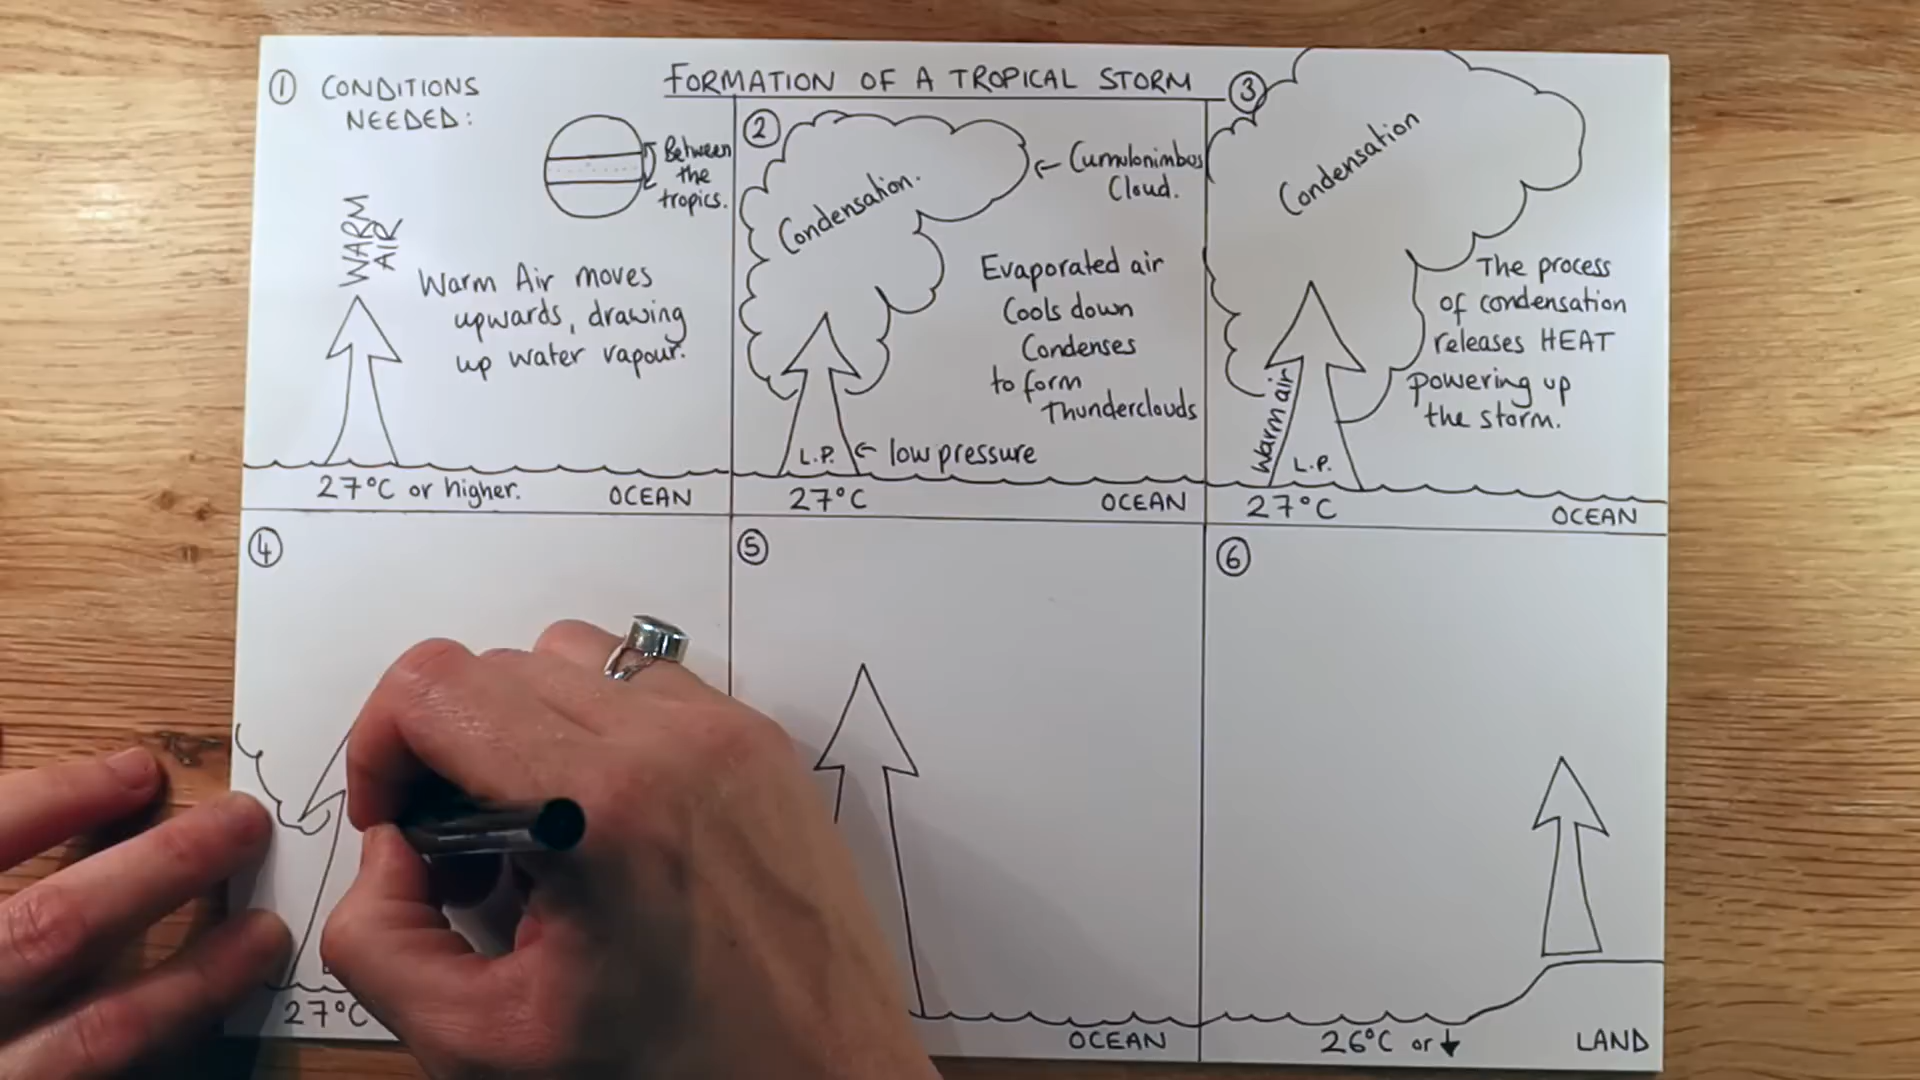 FORMATION OF A TROPICAL STORM
① CONDITIONS
NEEDED:
Between
the
tropics.
WARM
AIR
Warm Air moves
upwards, drawing
up water vapour.
27°C or higher.
OCEAN
②
Condensation.
← Cumulonimbos
Cloud.
Evaporated air
Cools down
Condenses
to form
Thunderclouds
L.P. ← low pressure
27°C
OCEAN
③
Condensation
The process
of condensation
releases HEAT
powering up
the storm.
Warm air
L.P.
27°C
OCEAN
④
27°C
⑤
OCEAN
⑥
26°C or ↓
LAND